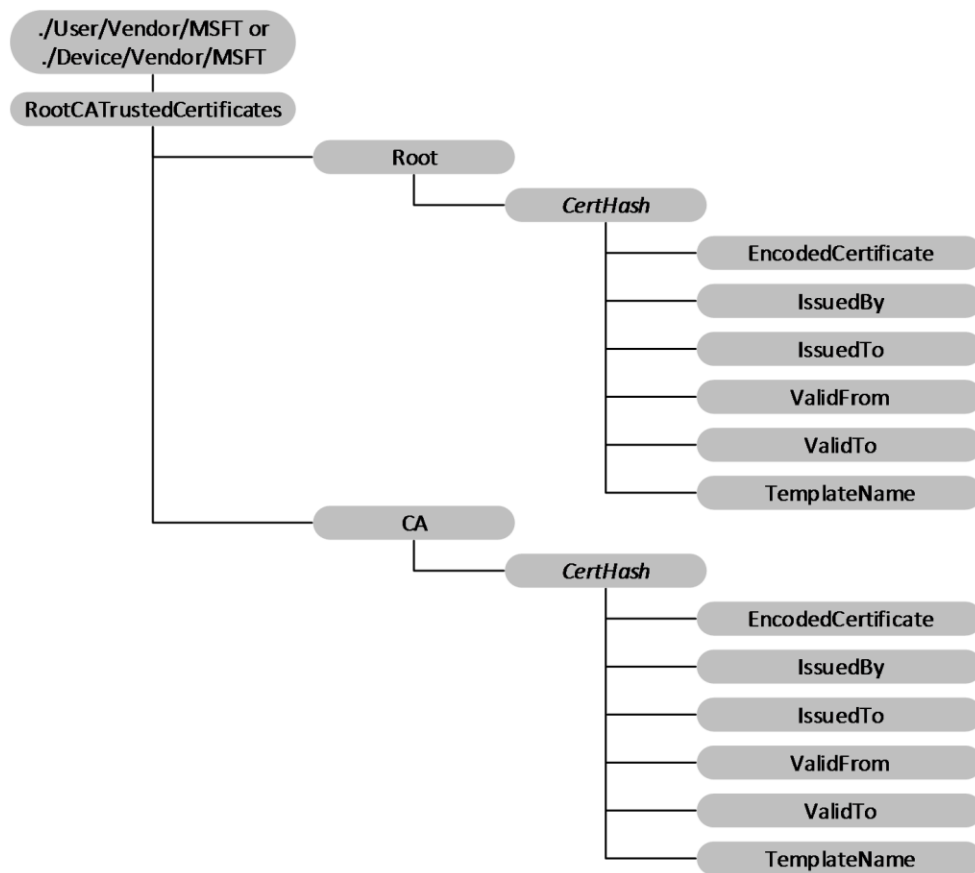 ./User/Vendor/MSFT or
./Device/Vendor/MSFT
RootCATrustedCertificates
Root
CertHash
EncodedCertificate
IssuedBy
IssuedTo
ValidFrom
ValidTo
TemplateName
CA
CertHash
EncodedCertificate
IssuedBy
IssuedTo
ValidFrom
ValidTo
TemplateName